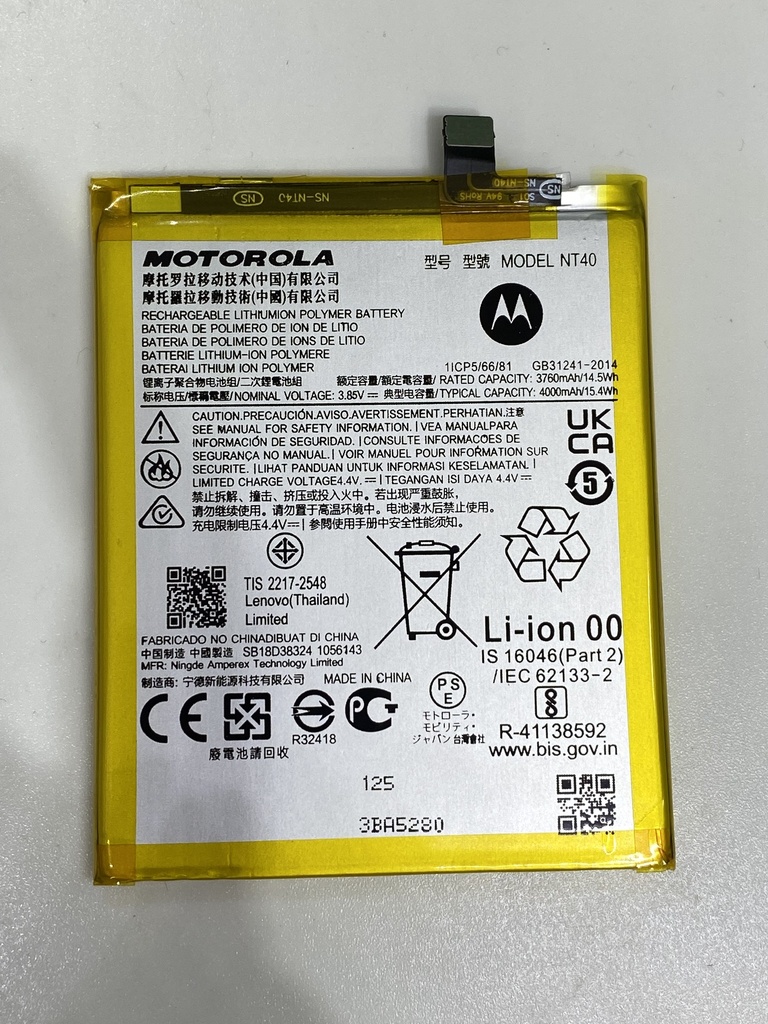 NS NS-NT40
NS-NT40 NS
94V RoHS
MOTOROLA
型号 型號 MODEL NT40
摩托罗拉移动技术(中国)有限公司
摩托羅拉移動技術(中國)有限公司
RECHARGEABLE LITHIUMION POLYMER BATTERY
BATERIA DE POLIMERO DE ION DE LITIO
BATERIA DE POLIMERO DE IONS DE LITIO
BATTERIE LITHIUM-ION POLYMERE
BATERAI LITHIUM ION POLYMER
1ICP5/66/81 GB31241-2014
锂离子聚合物电池组/二次鋰電池組 额定容量/額定電容量/ RATED CAPACITY: 3760mAh/14.5Wh
标称电压/標稱電壓/NOMINAL VOLTAGE: 3.85V⎓ 典型电容量/TYPICAL CAPACITY: 4000mAh/15.4Wh
CAUTION.PRECAUCIÓN.AVISO.AVERTISSEMENT.PERHATIAN.注意
SEE MANUAL FOR SAFETY INFORMATION. | VEA MANUALPARA
INFORMACIÓN DE SEGURIDAD. | CONSULTE INFORMACOES DE
SEGURANÇA NO MANUAL. | VOIR MANUEL POUR INFORMATION SUR
SECURITE. | LIHAT PANDUAN UNTUK INFORMASI KESELAMATAN. |
LIMITED CHARGE VOLTAGE4.4V. ⎓ | TEGANGAN ISI DAYA 4.4V⎓
禁止拆解、撞击、挤压或投入火中。若出现严重鼓胀，
请勿继续使用。请勿置于高温环境中。电池浸水后禁止使用。
充电限制电压4.4V⎓ | 參閱使用手册中安全性能须知。
UK
CA
5
TIS 2217-2548
Lenovo(Thailand)
Limited
Li-ion 00
IS 16046(Part 2)
/IEC 62133-2
R-41138592
www.bis.gov.in
FABRICADO NO CHINADIBUAT DI CHINA
中国制造 中國製造 SB18D38324 1056143
MFR: Ningde Amperex Technology Limited
制造商: 宁德新能源科技有限公司 MADE IN CHINA
CE
廢電池請回收
R32418
PS
E
モトローラ・
モビリティ・
ジャパン 台灣會社
125
3BA5280